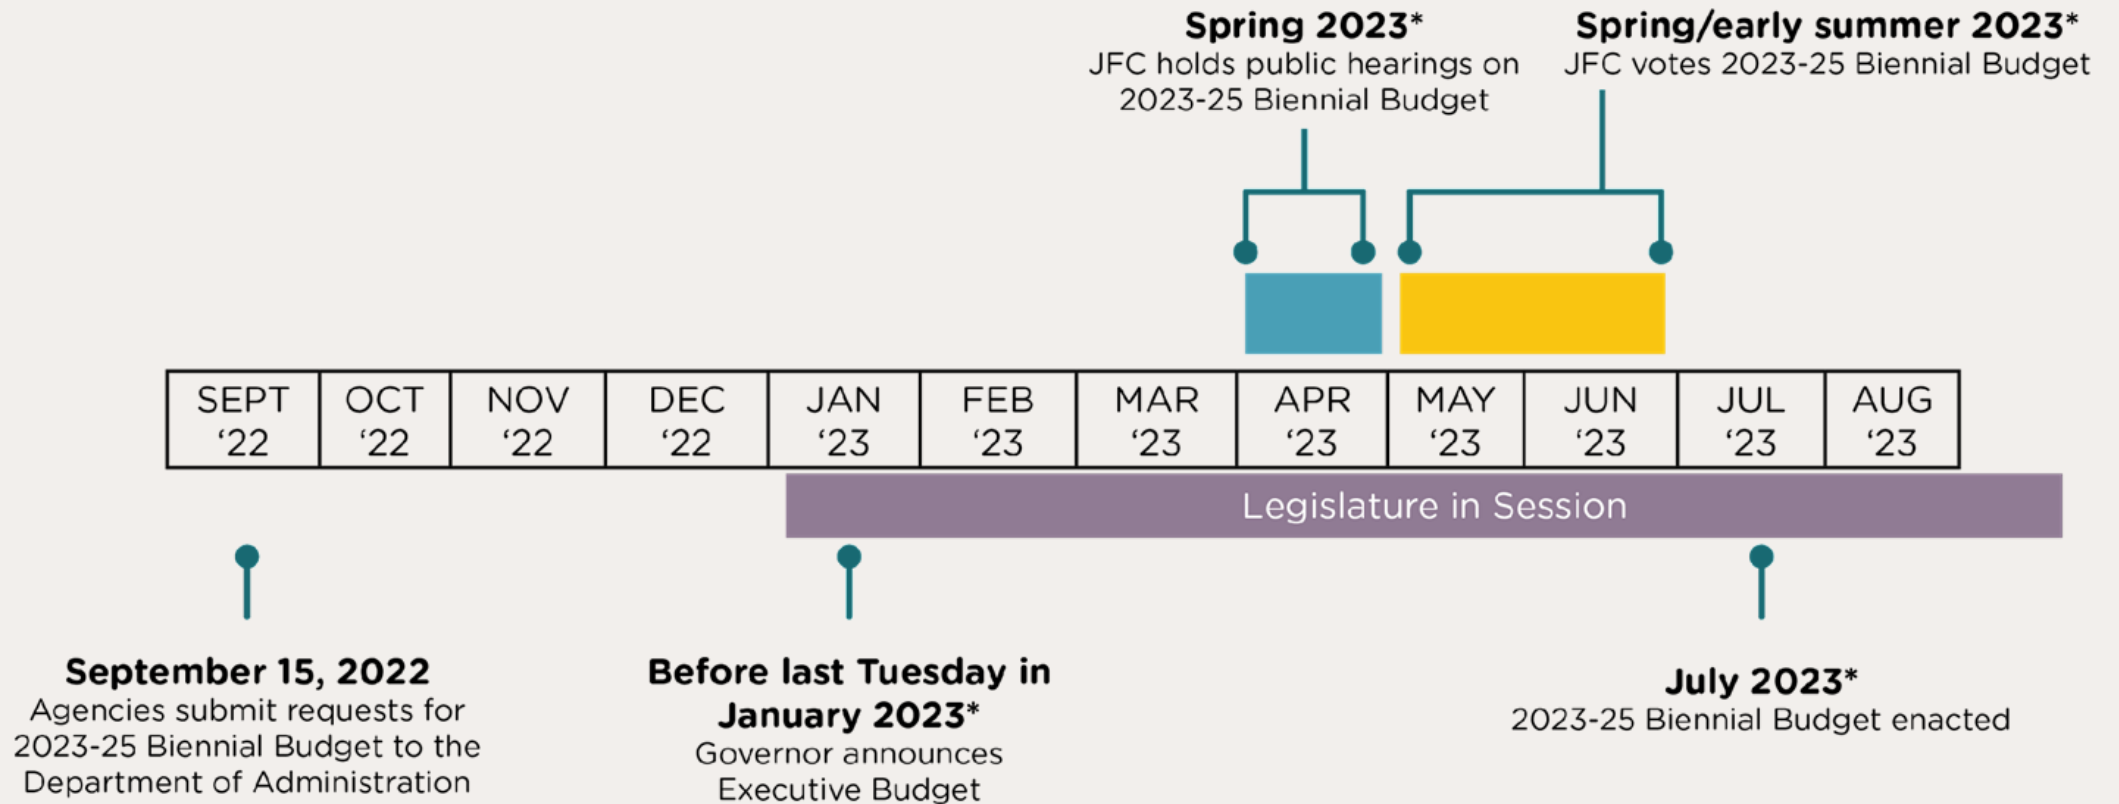 Spring 2023*
JFC holds public hearings on
2023-25 Biennial Budget
Spring/early summer 2023*
JFC votes 2023-25 Biennial Budget
SEPT
‘22
OCT
‘22
NOV
‘22
DEC
‘22
JAN
‘23
FEB
‘23
MAR
‘23
APR
‘23
MAY
‘23
JUN
‘23
JUL
‘23
AUG
‘23
Legislature in Session
September 15, 2022
Agencies submit requests for
2023-25 Biennial Budget to the
Department of Administration
Before last Tuesday in
January 2023*
Governor announces
Executive Budget
July 2023*
2023-25 Biennial Budget enacted